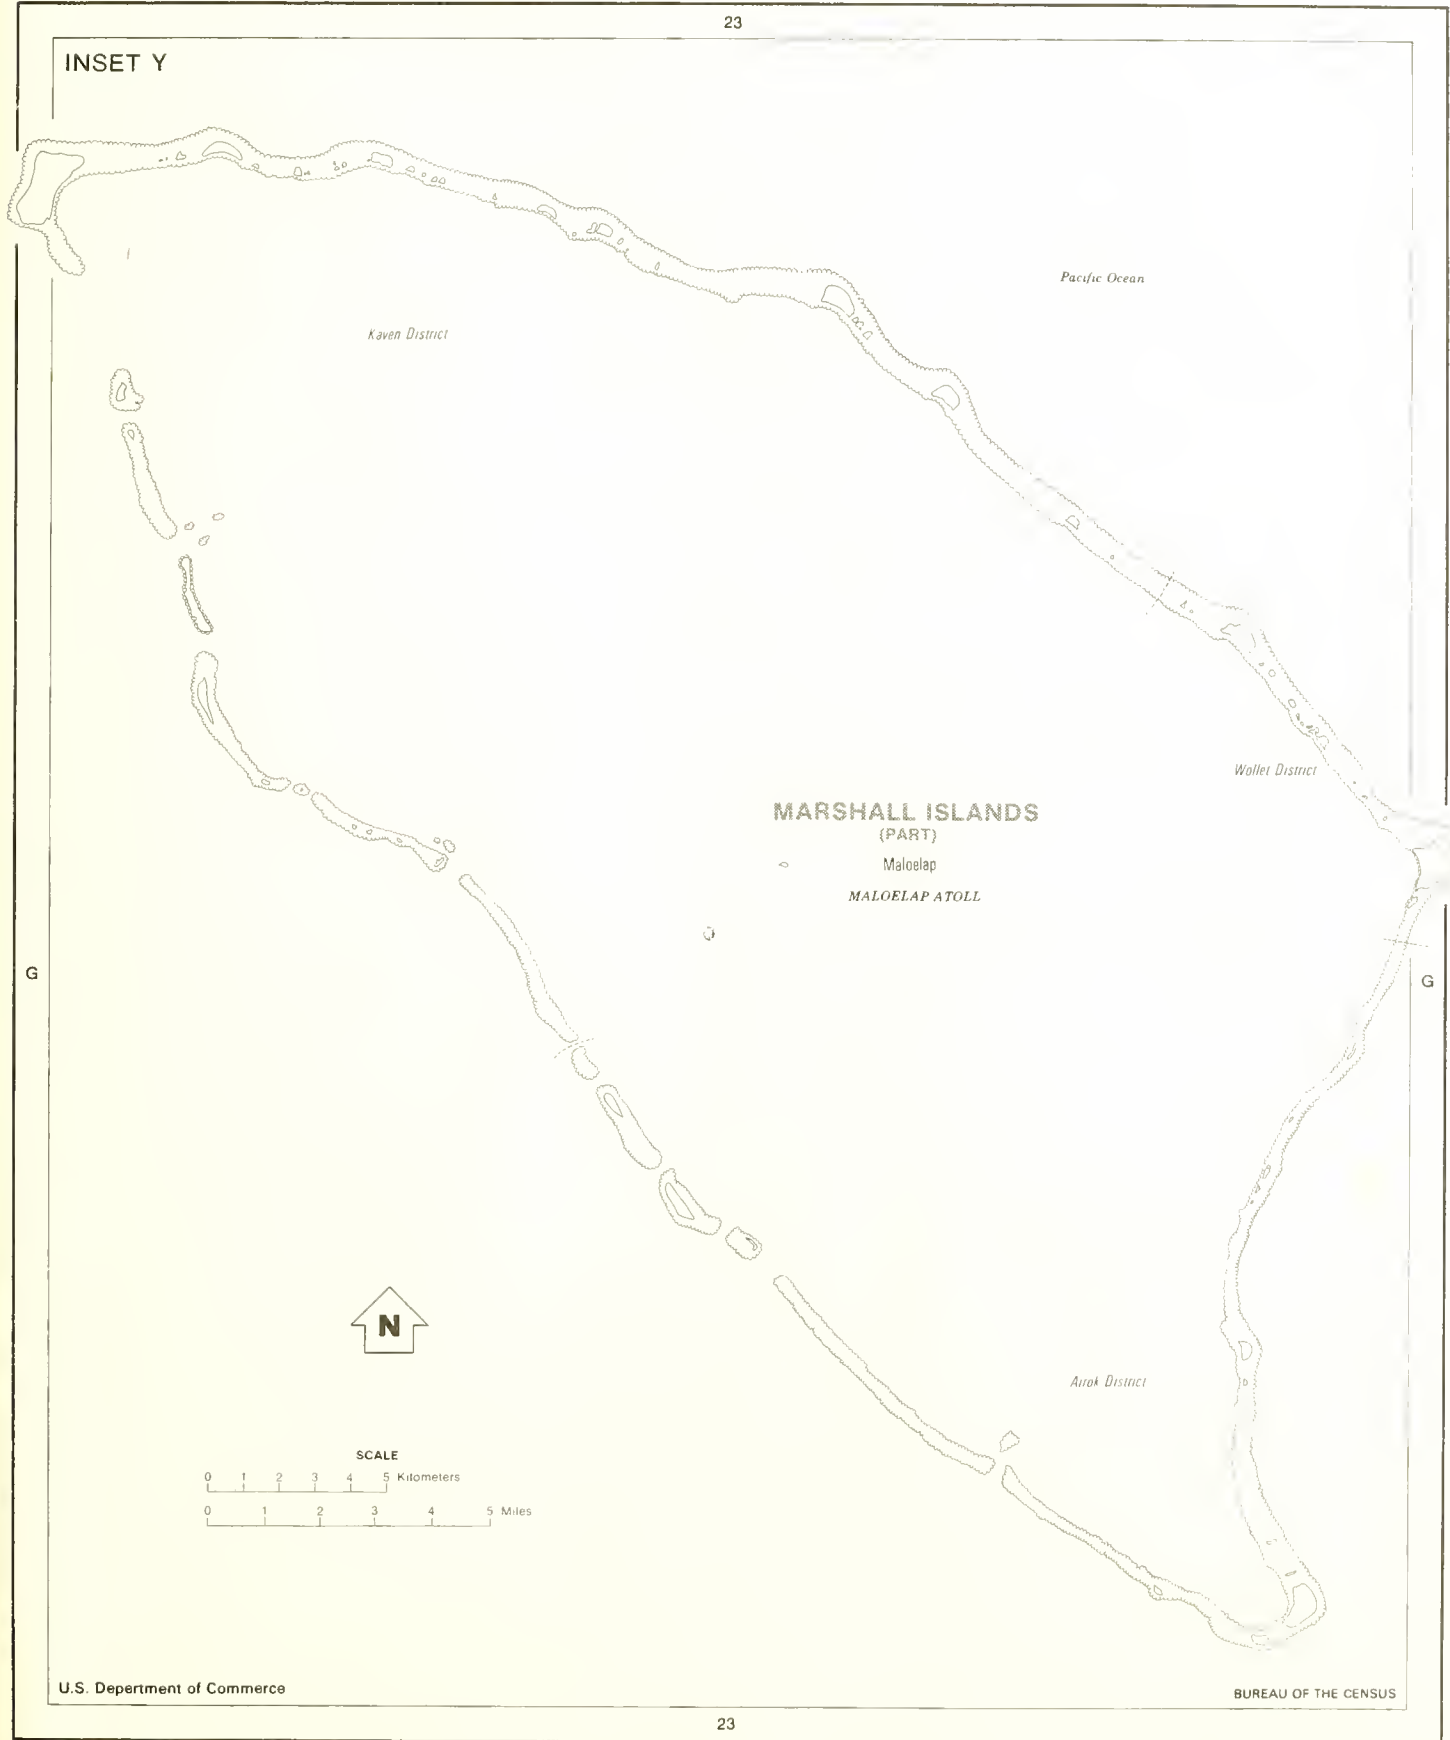 23
INSET Y
Pacific Ocean
Kaven District
Wollet District
MARSHALL ISLANDS
(PART)
Maloelap
MALOELAP ATOLL
G
G
N
Airok District
SCALE
0 1 2 3 4 5 Kilometers
0 1 2 3 4 5 Miles
U.S. Department of Commerce
BUREAU OF THE CENSUS
23